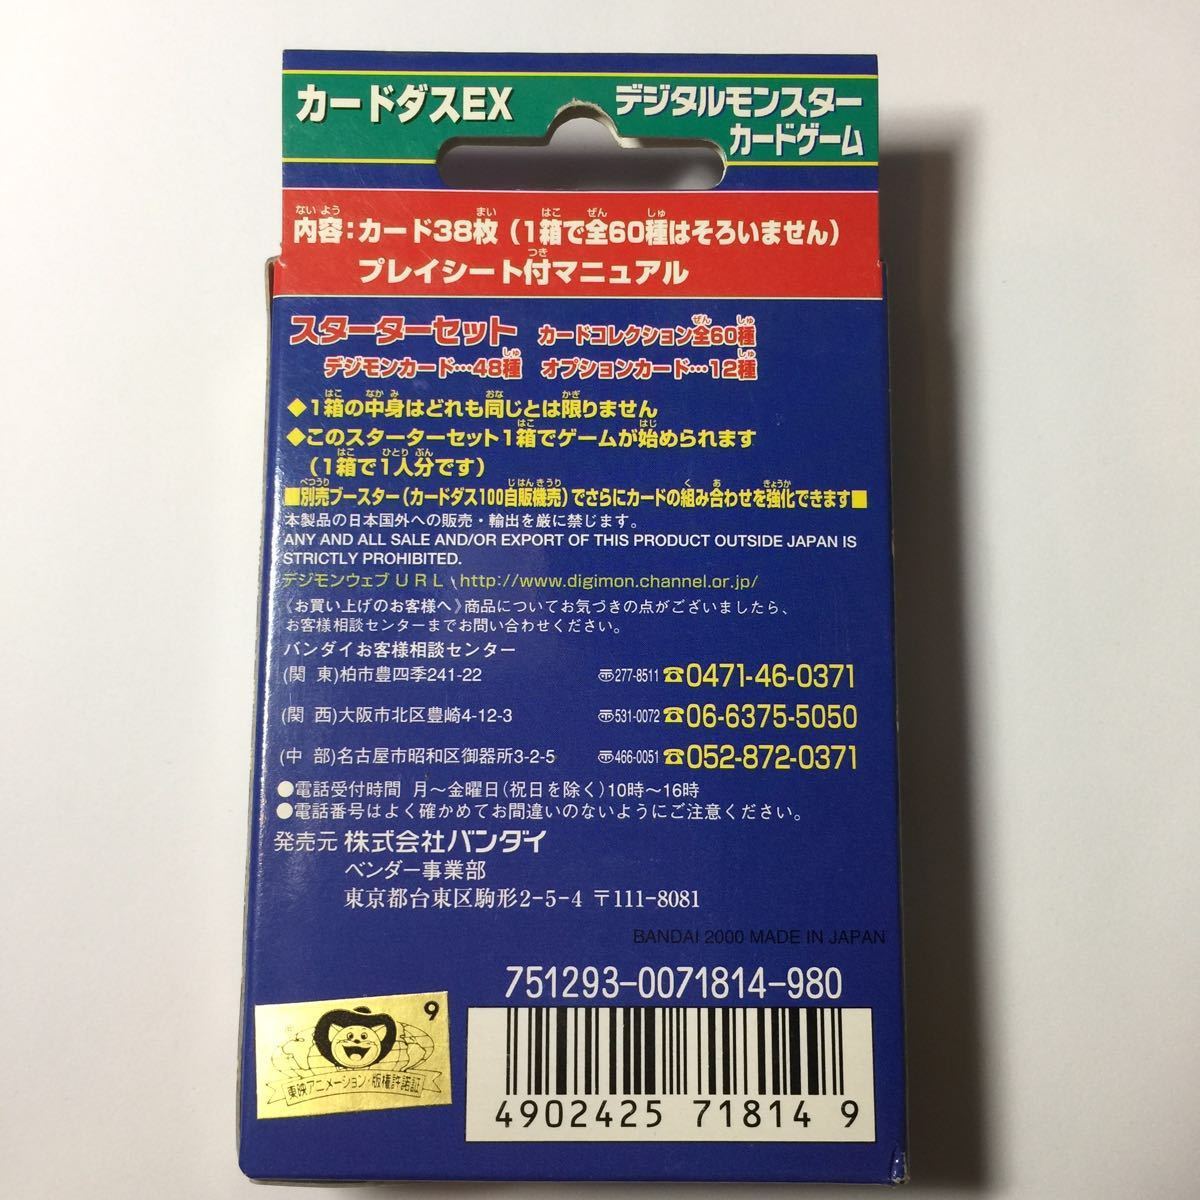 カードダスEX
デジタルモンスター
カードゲーム
内容:カード38枚(1箱で全60種はそろいません)
プレイシート付マニュアル
スターターセット カードコレクション全60種
デジモンカード…48種 オプションカード…12種
◆1箱の中身はどれも同じとは限りません
◆このスターターセット1箱でゲームが始められます
(1箱で1人分です)
■別売ブースター(カードダス100自販機売)でさらにカードの組み合わせを強化できます■
本製品の日本国外への販売・輸出を厳に禁じます。
ANY AND ALL SALE AND/OR EXPORT OF THIS PRODUCT OUTSIDE JAPAN IS
STRICTLY PROHIBITED.
デジモンウェブURL http://www.digimon.channel.or.jp/
《お買い上げのお客様へ》商品についてお気づきの点がございましたら、
お客様相談センターまでお問い合わせください。
バンダイお客様相談センター
(関 東)柏市豊四季241-22 〠277-8511 ☎0471-46-0371
(関 西)大阪市北区豊崎4-12-3 〠531-0072 ☎06-6375-5050
(中 部)名古屋市昭和区御器所3-2-5 〠466-0051 ☎052-872-0371
●電話受付時間 月〜金曜日(祝日を除く)10時〜16時
●電話番号はよく確かめてお間違いのないようにご注意ください。
発売元 株式会社バンダイ
ベンダー事業部
東京都台東区駒形2-5-4 〒111-8081
BANDAI 2000 MADE IN JAPAN
751293-0071814-980
9
東映アニメーション・版権許諾証
4902425 71814 9